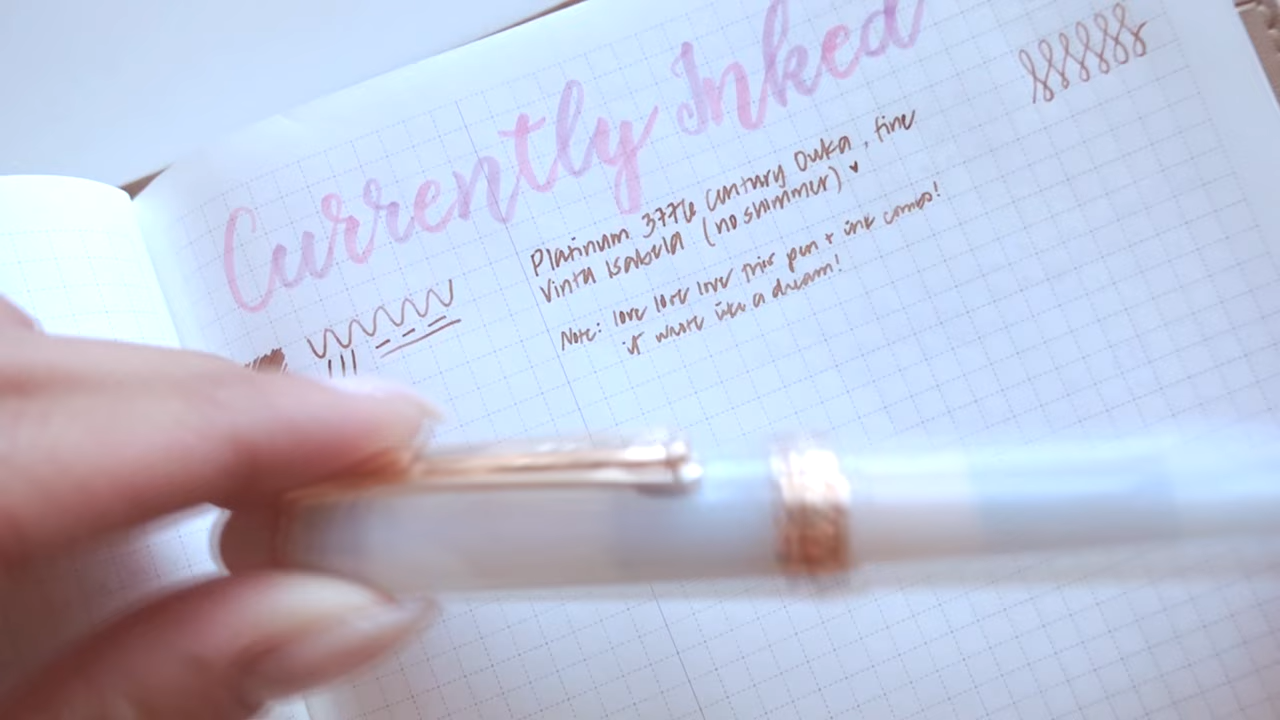 Currently Inked
Platinum 3776 Century Ouka, fine
Vinta Isabela (no shimmer) ♥
Note: love love love this pen + ink combo!
it wrote like a dream!